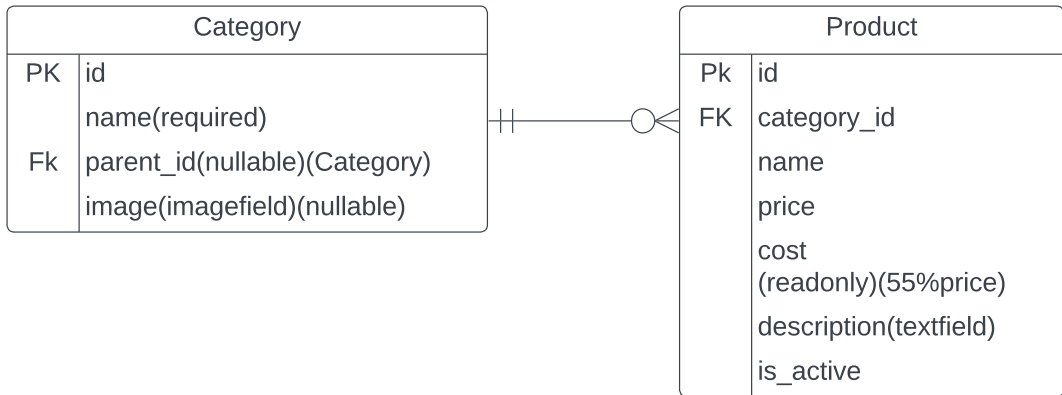 Category
PK id
name(required)
Fk parent_id(nullable)(Category)
image(imagefield)(nullable)
Product
Pk id
FK category_id
name
price
cost
(readonly)(55%price)
description(textfield)
is_active